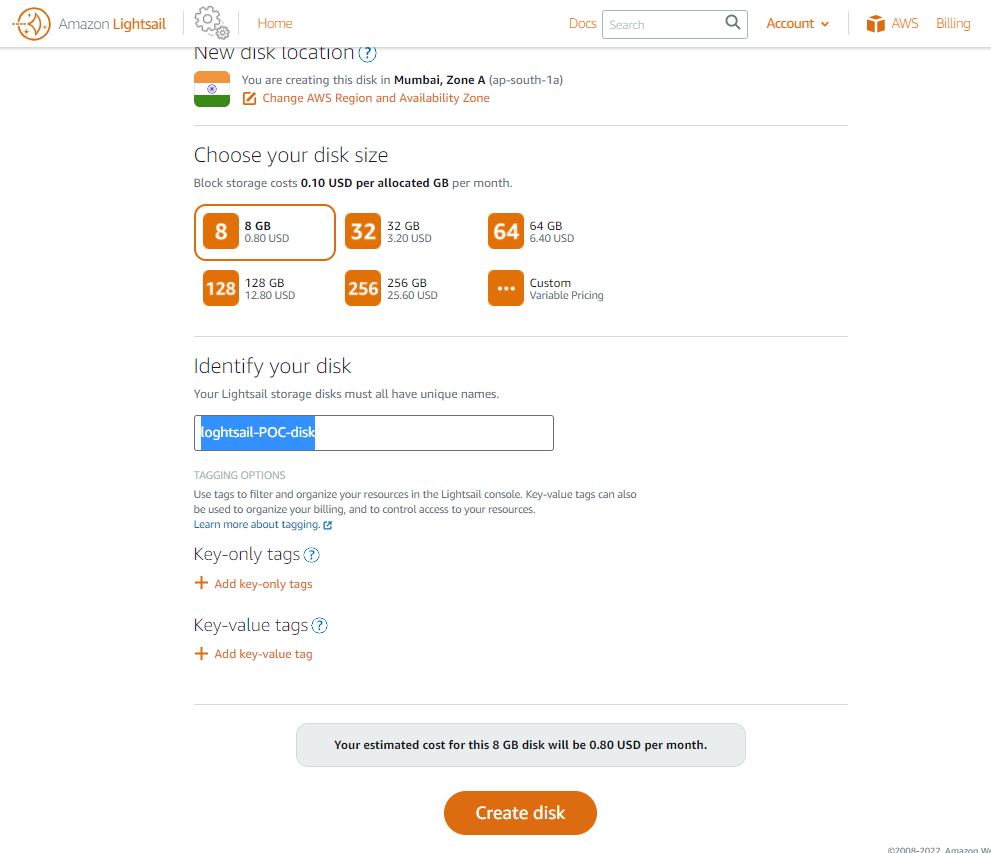 Amazon Lightsail
Home
Docs
Search
Account
AWS
Billing
New disk location ?
You are creating this disk in Mumbai, Zone A (ap-south-1a)
Change AWS Region and Availability Zone
Choose your disk size
Block storage costs 0.10 USD per allocated GB per month.
8
8 GB
0.80 USD
32
32 GB
3.20 USD
64
64 GB
6.40 USD
128
128 GB
12.80 USD
256
256 GB
25.60 USD
...
Custom
Variable Pricing
Identify your disk
Your Lightsail storage disks must all have unique names.
loghtsail-POC-disk
TAGGING OPTIONS
Use tags to filter and organize your resources in the Lightsail console. Key-value tags can also
be used to organize your billing, and to control access to your resources.
Learn more about tagging.
Key-only tags ?
+ Add key-only tags
Key-value tags ?
+ Add key-value tag
Your estimated cost for this 8 GB disk will be 0.80 USD per month.
Create disk
©2008-2022, Amazon We